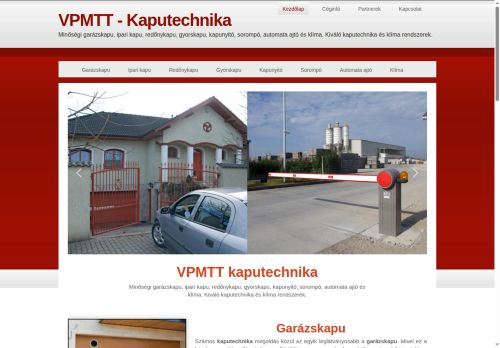 Kezdőlap Céginfó Partnerek Kapcsolat
VPMTT - Kaputechnika
Minőségi garázskapu, ipari kapu, redőnykapu, gyorskapu, kapunyitó, sorompó, automata ajtó és klíma. Kiváló kaputechnika és klíma rendszerek.
Garázskapu Ipari kapu Redőnykapu Gyorskapu Kapunyitó Sorompó Automata ajtó Klíma
VPMTT kaputechnika
Minőségi garázskapu, ipari kapu, redőnykapu, gyorskapu, kapunyitó, sorompó, automata ajtó és
klíma. Kiváló kaputechnika és klíma rendszerek.
Garázskapu
Számos kaputechnika megoldás közül az egyik leglátványosabb a garázskapu. Mivel ez a